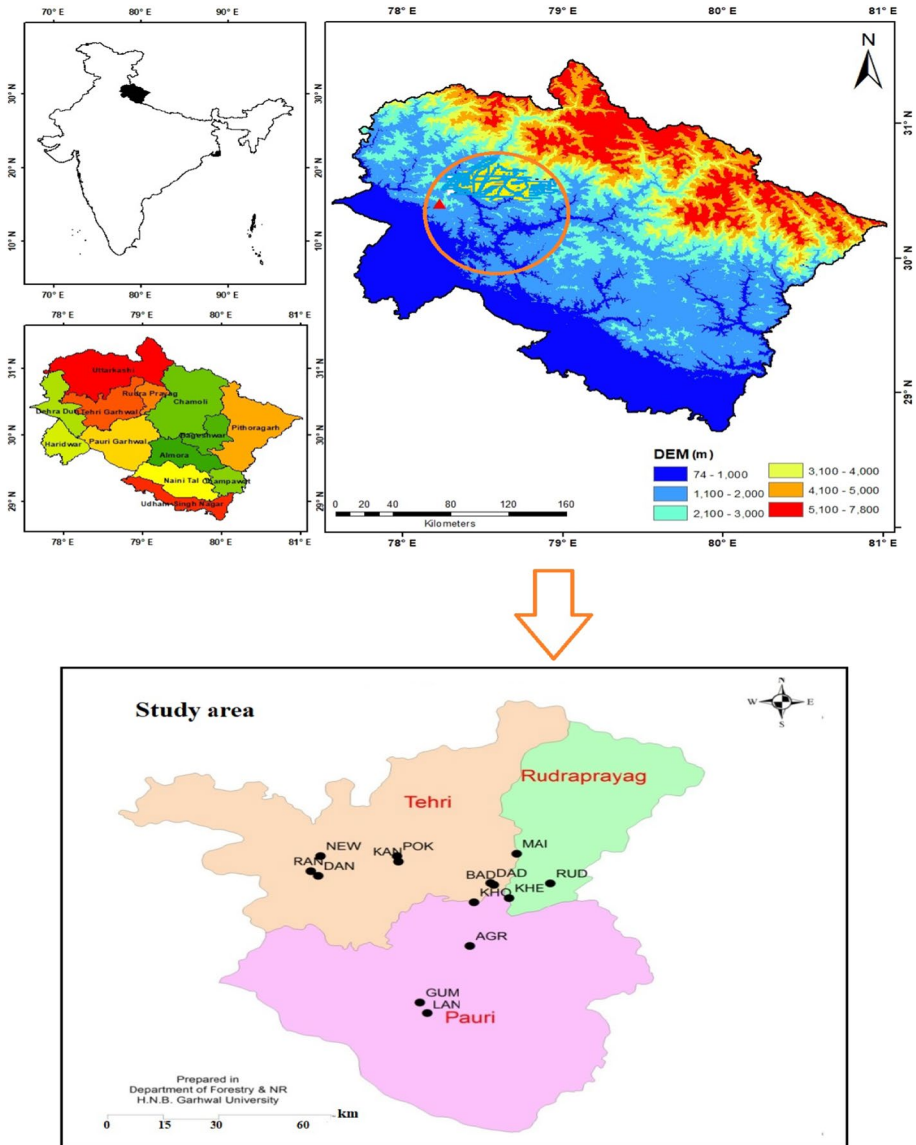 70° E 80° E 90° E
30° N
20° N
10° N
70° E 80° E 90° E
78° E 79° E 80° E 81° E
N
31° N
30° N
29° N
DEM (m)
74 - 1,000
1,100 - 2,000
2,100 - 3,000
3,100 - 4,000
4,100 - 5,000
5,100 - 7,800
0 20 40 80 120 160
Kilometers
78° E 79° E 80° E 81° E
78° E 79° E 80° E 81° E
31° N
30° N
29° N
31° N
30° N
29° N
Uttarkashi
Rudra Prayag
Chamoli
Dehra Dun
Tehri Garhwal
Pithoragarh
Haridwar
Pauri Garhwal
Bageshwar
Almora
Naini Tal
Champawat
Udham Singh Nagar
78° E 79° E 80° E 81° E
Study area
N
W E
S
Rudraprayag
Tehri
NEW
KAN POK
MAI
RAN
DAN
BAD DAD
RUD
KHO
KHE
AGR
GUM
LAN
Pauri
Prepared in
Department of Forestry & NR
H.N.B. Garhwal University
0 15 30 60 km